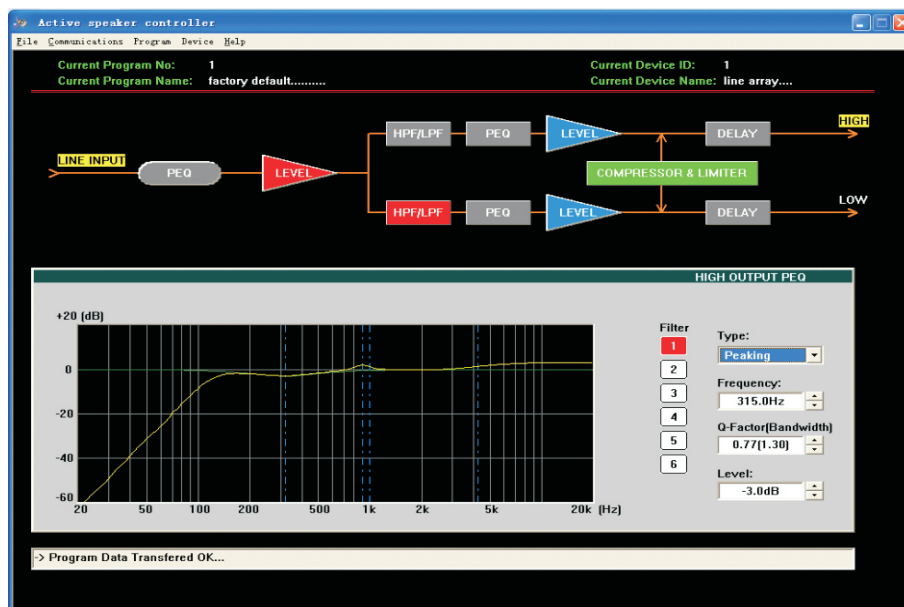 Active speaker controller
File Communications Program Device Help
Current Program No: 1
Current Device ID: 1
Current Program Name: factory default..........
Current Device Name: line array....
HPF/LPF PEQ LEVEL DELAY HIGH
LINE INPUT PEQ LEVEL COMPRESSOR & LIMITER
HPF/LPF PEQ LEVEL DELAY LOW
HIGH OUTPUT PEQ
+20 (dB)
0
-20
-40
-60
20 50 100 200 500 1k 2k 5k 20k (Hz)
Filter
1
2
3
4
5
6
Type:
Peaking
Frequency:
315.0Hz
Q-Factor(Bandwidth)
0.77(1.30)
Level:
-3.0dB
-> Program Data Transfered OK...